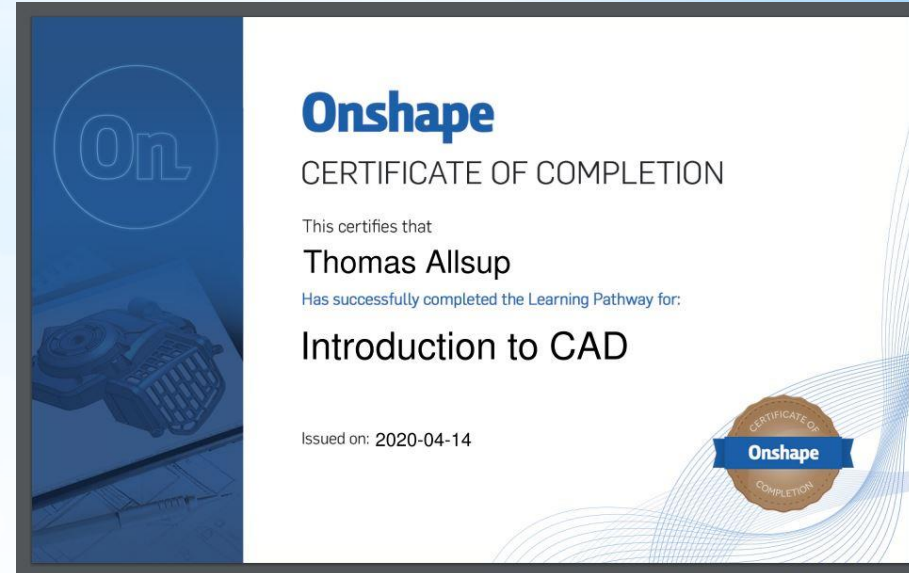 On
Onshape
CERTIFICATE OF COMPLETION
This certifies that
Thomas Allsup
Has successfully completed the Learning Pathway for:
Introduction to CAD
Issued on: 2020-04-14
CERTIFICATE OF
Onshape
COMPLETION